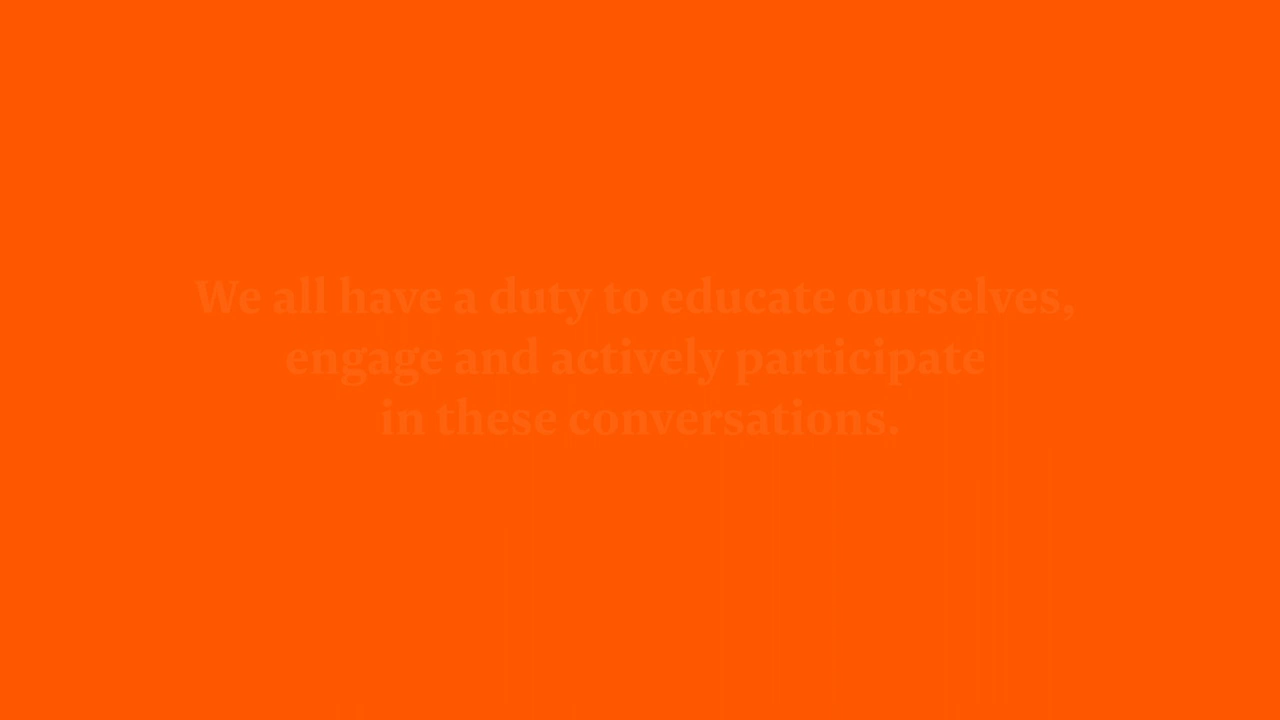 We all have a duty to educate ourselves,
engage and actively participate
in these conversations.